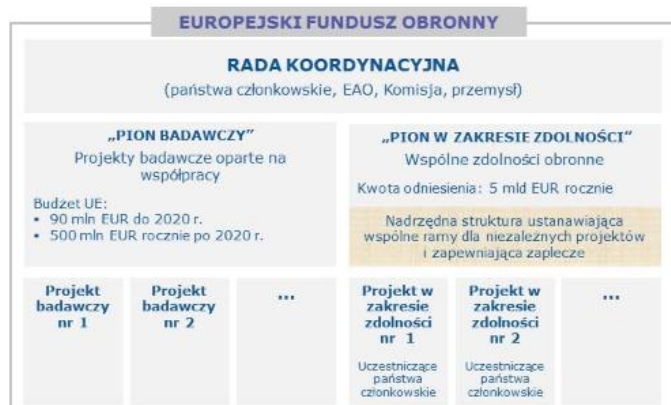 EUROPEJSKI FUNDUSZ OBRONNY
RADA KOORDYNACYJNA
(państwa członkowskie, EAO, Komisja, przemysł)
„PION BADAWCZY”
Projekty badawcze oparte na
współpracy
Budżet UE:
• 90 mln EUR do 2020 r.
• 500 mln EUR rocznie po 2020 r.
„PION W ZAKRESIE ZDOLNOŚCI”
Wspólne zdolności obronne
Kwota odniesienia: 5 mld EUR rocznie
Nadrzędna struktura ustanawiająca
wspólne ramy dla niezależnych projektów
i zapewniająca zaplecze
Projekt
badawczy
nr 1
Projekt
badawczy
nr 2
...
Projekt w
zakresie
zdolności
nr 1
Uczestniczące
państwa
członkowskie
Projekt w
zakresie
zdolności
nr 2
Uczestniczące
państwa
członkowskie
...